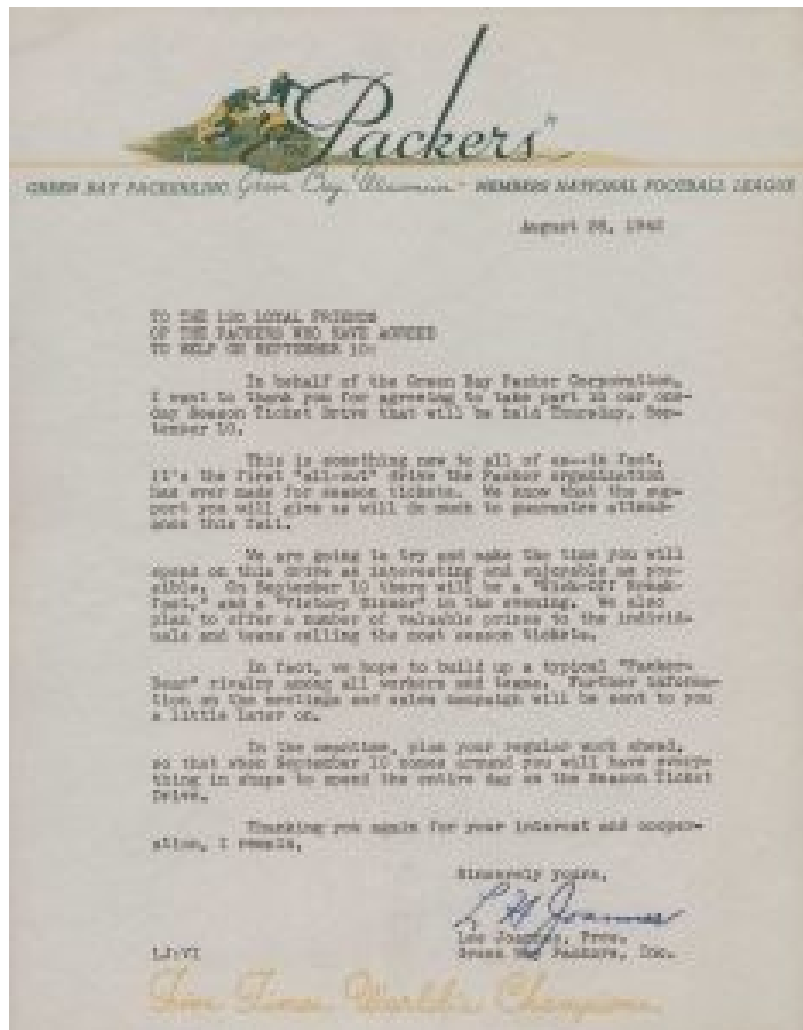 "The Packers"
GREEN BAY PACKERS, INC. Green Bay, Wisconsin - MEMBERS NATIONAL FOOTBALL LEAGUE
August 28, 1942
TO THE 120 LOYAL FRIENDS
OF THE PACKERS WHO HAVE AGREED
TO HELP ON SEPTEMBER 10:
In behalf of the Green Bay Packer Corporation,
I want to thank you for agreeing to take part in our one-
day Season Ticket Drive that will be held Thursday, Sep-
tember 10.
This is something new to all of us--in fact,
it's the first "all-out" drive the Packer organization
has ever made for season tickets. We know that the sup-
port you will give us will do much to guarantee attend-
ance this fall.
We are going to try and make the time you will
spend on this drive as interesting and enjoyable as pos-
sible. On September 10 there will be a "Kick-Off Break-
fast," and a "Victory Dinner" in the evening. We also
plan to offer a number of valuable prizes to the individ-
uals and teams selling the most season tickets.
In fact, we hope to build up a typical "Packer-
Bear" rivalry among all workers and teams. Further informa-
tion on the meetings and sales campaign will be sent to you
a little later on.
In the meantime, plan your regular work ahead,
so that when September 10 comes around you will have every-
thing in shape to spend the entire day on the Season Ticket
Drive.
Thanking you again for your interest and cooper-
ation, I remain,
Sincerely yours,
L H Joannes
Lee Joannes, Pres.
Green Bay Packers, Inc.
LJ:VI
Five Times World's Champions